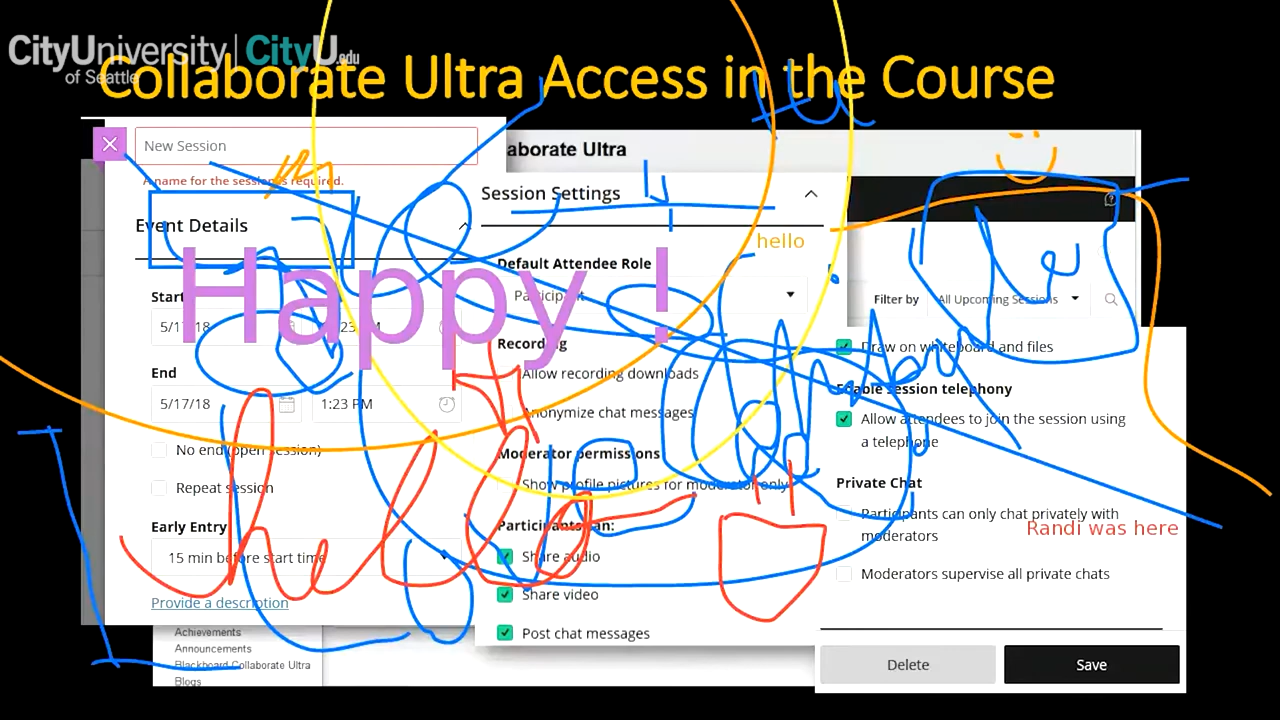 CityUniversity | CityU.edu
of Seattle
Collaborate Ultra Access in the Course
New Session
A name for the session is required.
Event Details
Start
5/17/18
End
5/17/18
1:23 PM
No end (open session)
Repeat session
Early Entry
15 min before start time
Provide a description
Achievements
Announcements
Blackboard Collaborate Ultra
Blogs
aborate Ultra
Session Settings
Default Attendee Role
Participant
Recording
Allow recording downloads
Anonymize chat messages
Moderator permissions
Show profile pictures for moderator only
Participants can:
Share audio
Share video
Post chat messages
Filter by
All Upcoming Sessions
Draw on whiteboard and files
Enable session telephony
Allow attendees to join the session using
a telephone
Private Chat
Participants can only chat privately with
moderators
Moderators supervise all private chats
Delete
Save
Happy !
hello
Randi was here
hello